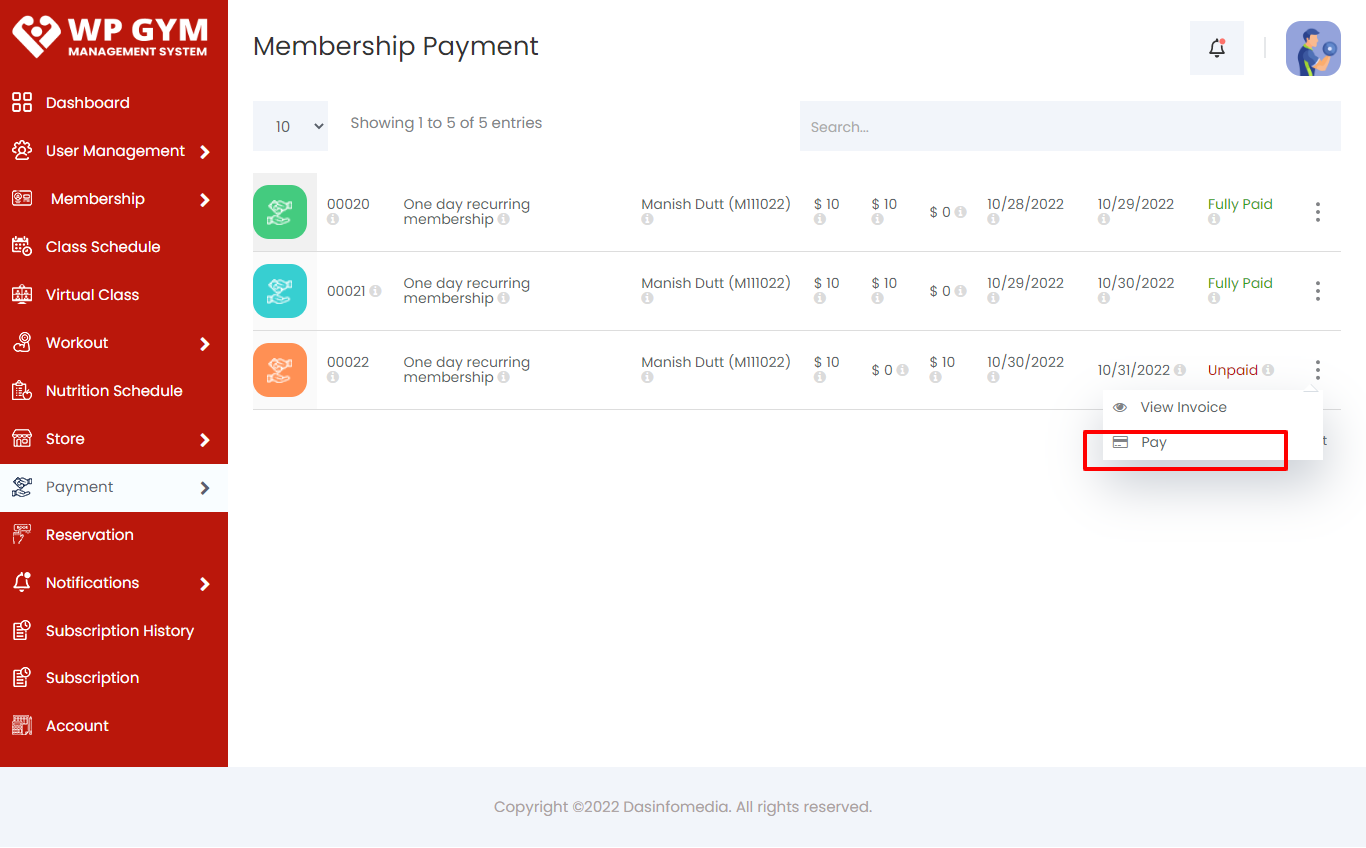 WP GYM
MANAGEMENT SYSTEM
Dashboard
User Management
Membership
Class Schedule
Virtual Class
Workout
Nutrition Schedule
Store
Payment
Reservation
Notifications
Subscription History
Subscription
Account
Membership Payment
10
Showing 1 to 5 of 5 entries
Search...
00020 One day recurring Manish Dutt (M111022) $ 10 $ 10 $ 0 10/28/2022 10/29/2022 Fully Paid
membership
00021 One day recurring Manish Dutt (M111022) $ 10 $ 10 $ 0 10/29/2022 10/30/2022 Fully Paid
membership
00022 One day recurring Manish Dutt (M111022) $ 10 $ 0 $ 10 10/30/2022 10/31/2022 Unpaid
membership
View Invoice
Pay
Copyright ©2022 Dasinfomedia. All rights reserved.